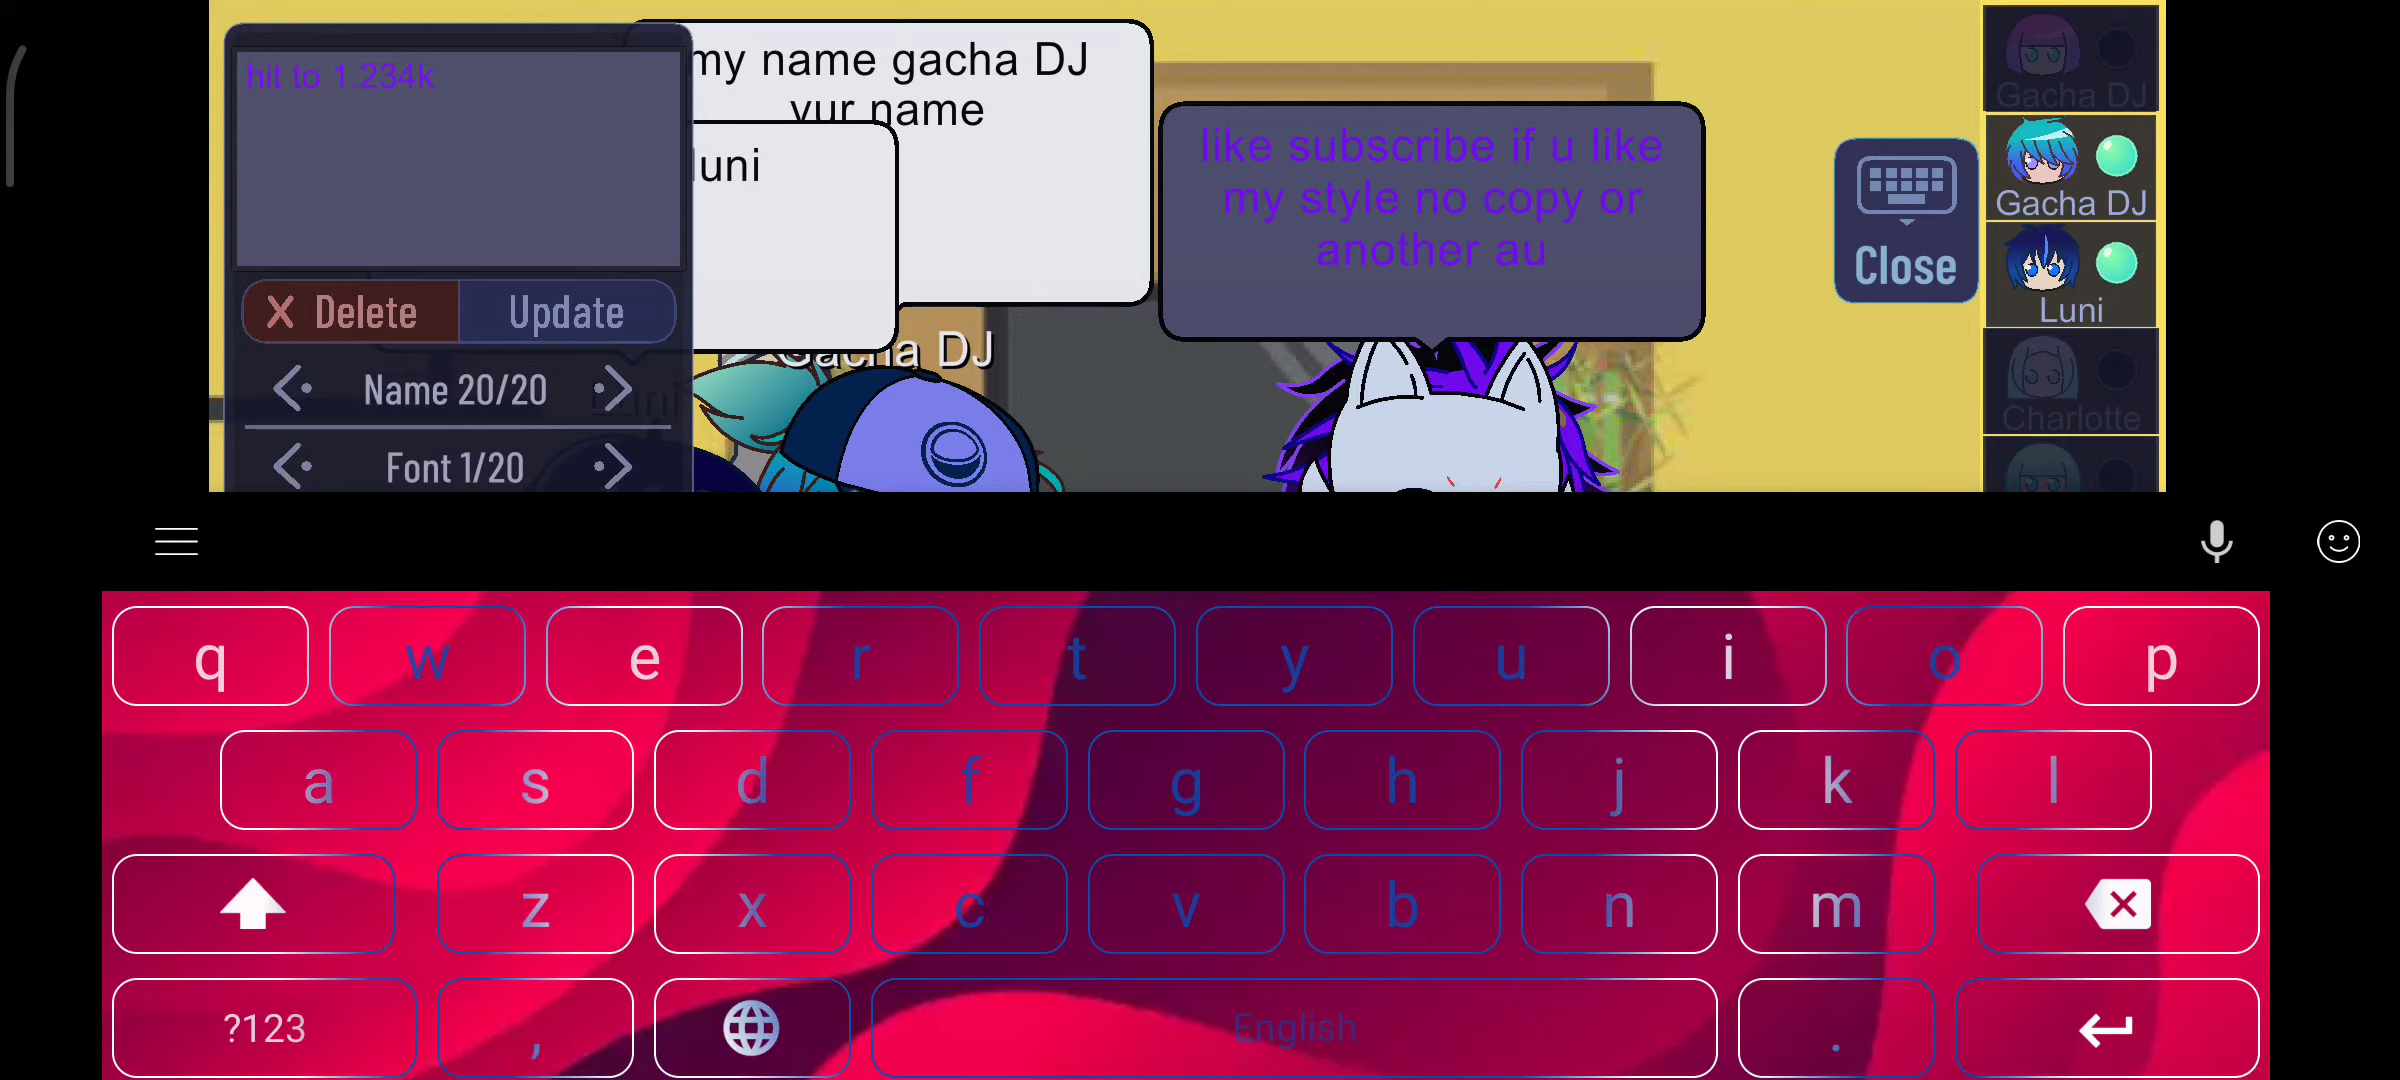 hit to 1.234k
X Delete
Update
Name 20/20
Font 1/20
my name gacha DJ
yur name
luni
Gacha DJ
like subscribe if u like
my style no copy or
another au
Close
Gacha DJ
Gacha DJ
Luni
Charlotte
q w e r t y u i o p
a s d f g h j k l
z x c v b n m
?123 , English .